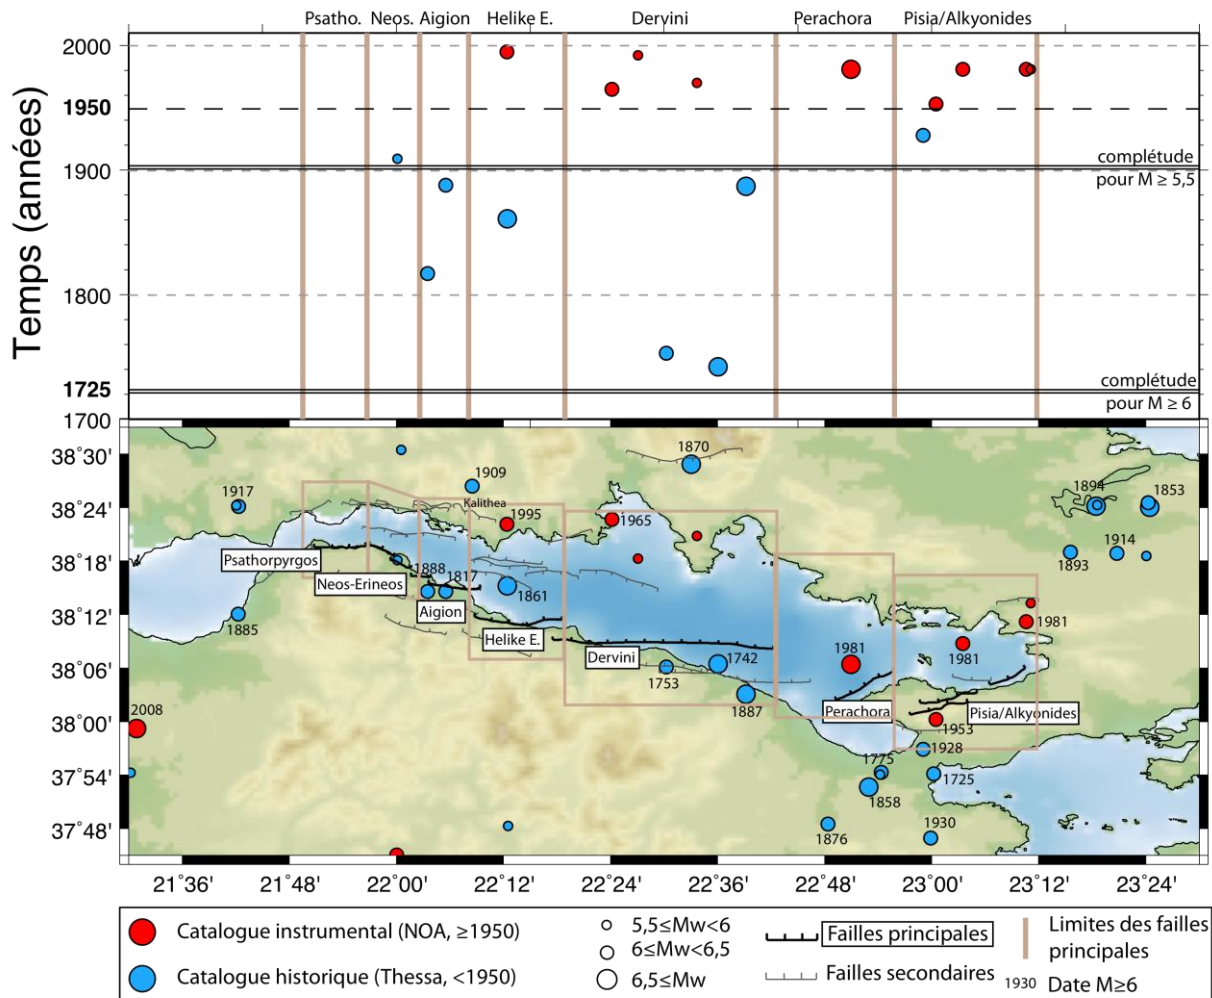 Psatho. Neos. Aigion Helike E. Dervini Perachora Pisia/Alkyonides
Temps (années)
2000
1950
1900
1800
1725
1700
complétude
pour M ≥ 5,5
complétude
pour M ≥ 6
38°30'
38°24'
38°18'
38°12'
38°06'
38°00'
37°54'
37°48'
1870
1909
1917
1894
1853
Kalithea
1995
1965
1914
1893
Psathorpyrgos
1888
1817
Neos-Erineos
1861
Aigion
1885
1981
Helike E.
1981
1981
1742
Dervini
1753
1887
Perachora
Pisia/Alkyonides
2008
1953
1928
1775
1725
1858
1876
1930
21°36' 21°48' 22°00' 22°12' 22°24' 22°36' 22°48' 23°00' 23°12' 23°24'
Catalogue instrumental (NOA, ≥1950)
Catalogue historique (Thessa, <1950)
5,5≤Mw<6
6≤Mw<6,5
6,5≤Mw
Failles principales
Failles secondaires
Limites des failles
principales
1930 Date M≥6